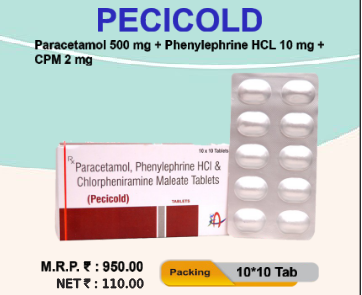 PECICOLD
Paracetamol 500 mg + Phenylephrine HCL 10 mg +
CPM 2 mg
10 x 10 Tablets
Rx
Paracetamol, Phenylephrine HCl &
Chlorpheniramine Maleate Tablets
(Pecicold)
TABLETS
M.R.P. ₹ : 950.00
NET ₹ : 110.00
Packing
10*10 Tab